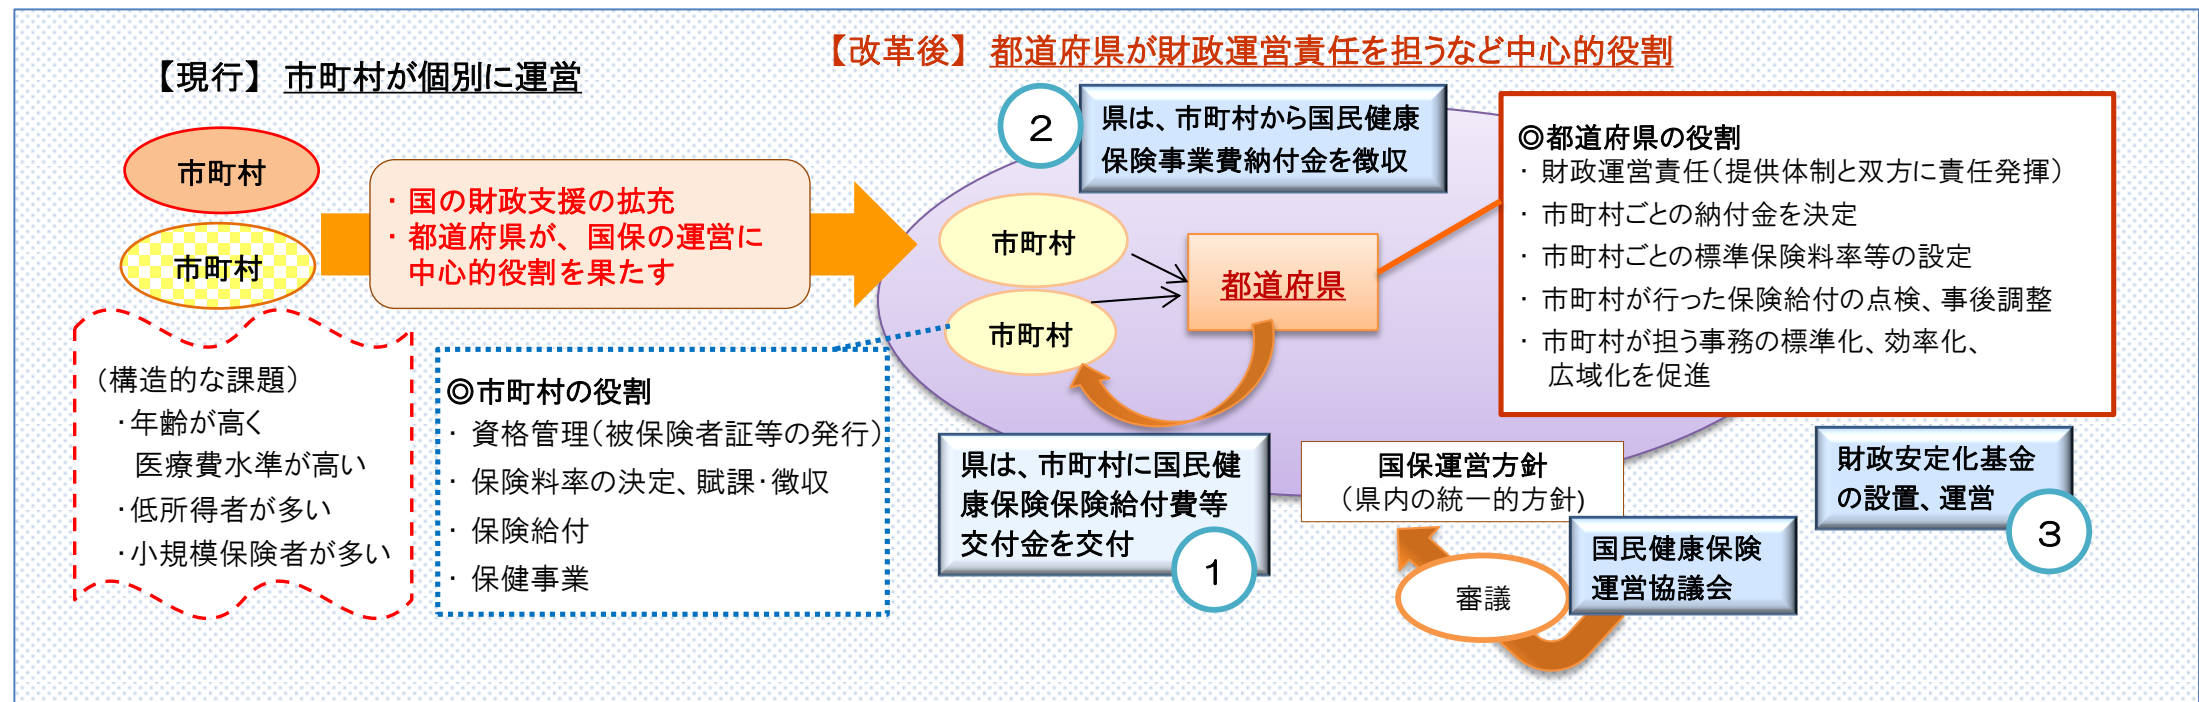 【現行】 市町村が個別に運営
市町村
市町村
・国の財政支援の拡充
・都道府県が、国保の運営に
中心的役割を果たす
（構造的な課題）
・年齢が高く
医療費水準が高い
・低所得者が多い
・小規模保険者が多い
◎市町村の役割
・ 資格管理（被保険者証等の発行）
・ 保険料率の決定、賦課・徴収
・ 保険給付
・ 保健事業
【改革後】 都道府県が財政運営責任を担うなど中心的役割
２
県は、市町村から国民健康
保険事業費納付金を徴収
市町村
市町村
都道府県
◎都道府県の役割
・ 財政運営責任（提供体制と双方に責任発揮）
・ 市町村ごとの納付金を決定
・ 市町村ごとの標準保険料率等の設定
・ 市町村が行った保険給付の点検、事後調整
・ 市町村が担う事務の標準化、効率化、
広域化を促進
県は、市町村に国民健
康保険保険給付費等
交付金を交付
１
国保運営方針
（県内の統一的方針)
審議
国民健康保険
運営協議会
財政安定化基金
の設置、運営
３